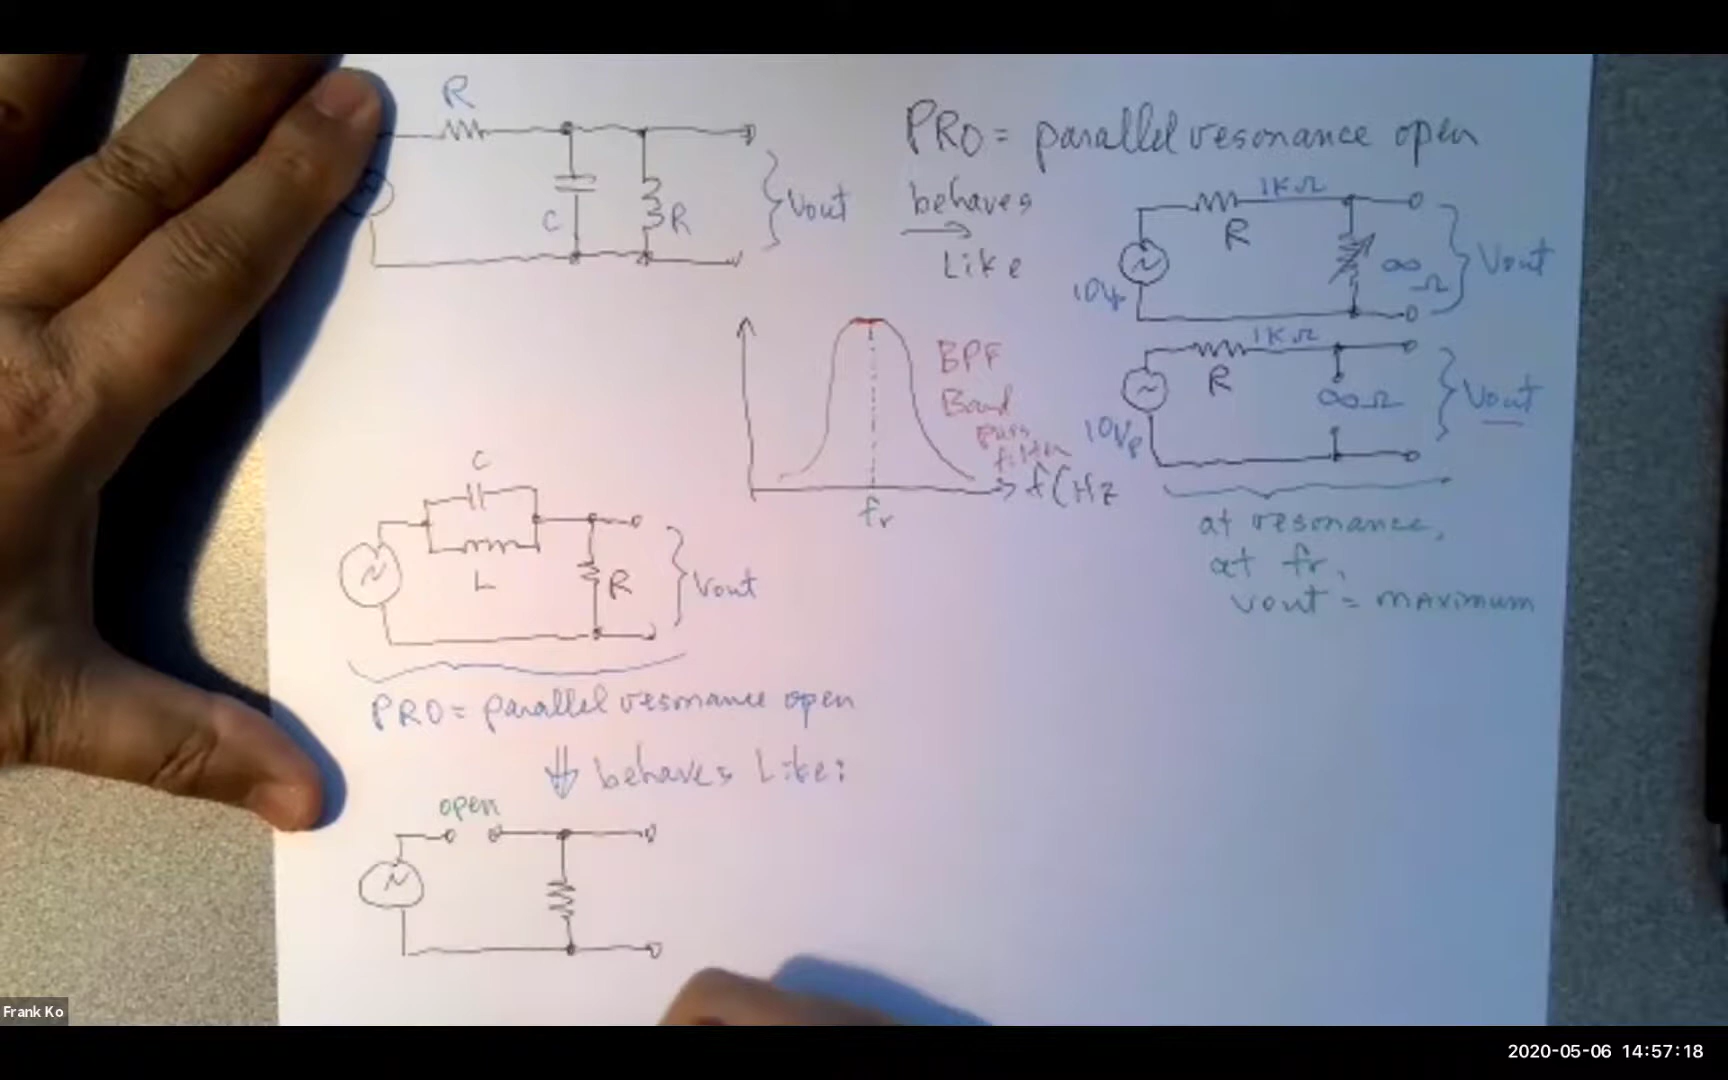 R
C
R
Vout
PRO = parallel resonance open
behaves
Like
1KΩ
R
10Vp
∞
Ω
Vout
1KΩ
R
10Vp
∞Ω
Vout
BPF
Band
pass
filter
f(Hz
fr
at resonance,
at fr,
Vout = maximum
C
L
R
Vout
PRO = parallel resonance open
behaves Like:
open
Frank Ko
2020-05-06 14:57:18